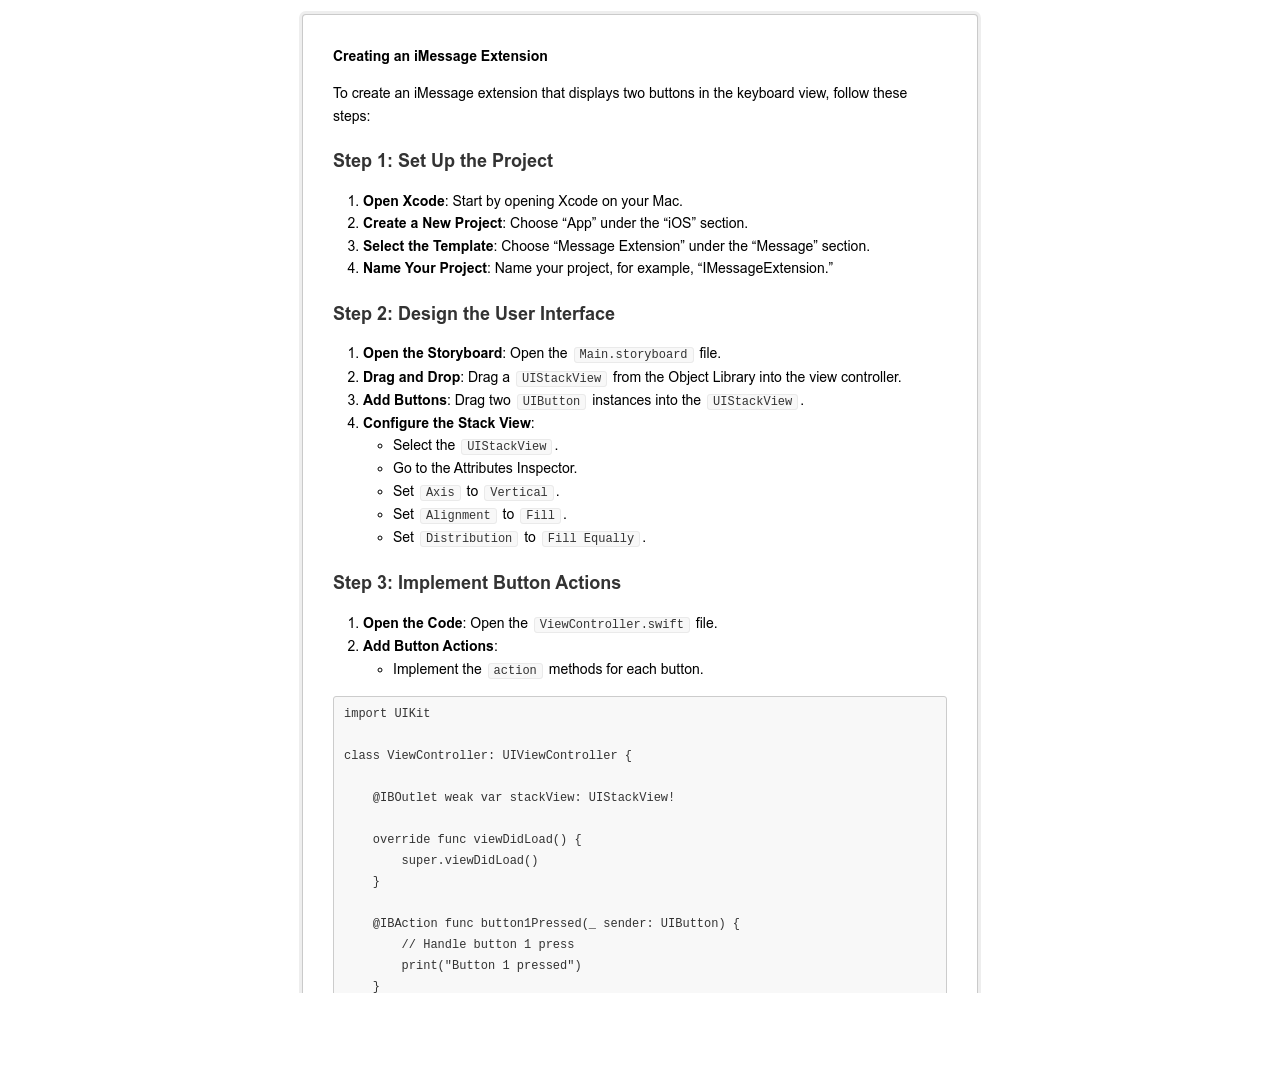 Creating an iMessage Extension
To create an iMessage extension that displays two buttons in the keyboard view, follow these
steps:
Step 1: Set Up the Project
1. Open Xcode: Start by opening Xcode on your Mac.
2. Create a New Project: Choose “App” under the “iOS” section.
3. Select the Template: Choose “Message Extension” under the “Message” section.
4. Name Your Project: Name your project, for example, “IMessageExtension.”
Step 2: Design the User Interface
1. Open the Storyboard: Open the Main.storyboard file.
2. Drag and Drop: Drag a UIStackView from the Object Library into the view controller.
3. Add Buttons: Drag two UIButton instances into the UIStackView.
4. Configure the Stack View:
◦ Select the UIStackView.
◦ Go to the Attributes Inspector.
◦ Set Axis to Vertical.
◦ Set Alignment to Fill.
◦ Set Distribution to Fill Equally.
Step 3: Implement Button Actions
1. Open the Code: Open the ViewController.swift file.
2. Add Button Actions:
◦ Implement the action methods for each button.
import UIKit
class ViewController: UIViewController {
    @IBOutlet weak var stackView: UIStackView!
    override func viewDidLoad() {
        super.viewDidLoad()
    }
    @IBAction func button1Pressed(_ sender: UIButton) {
        // Handle button 1 press
        print("Button 1 pressed")
    }